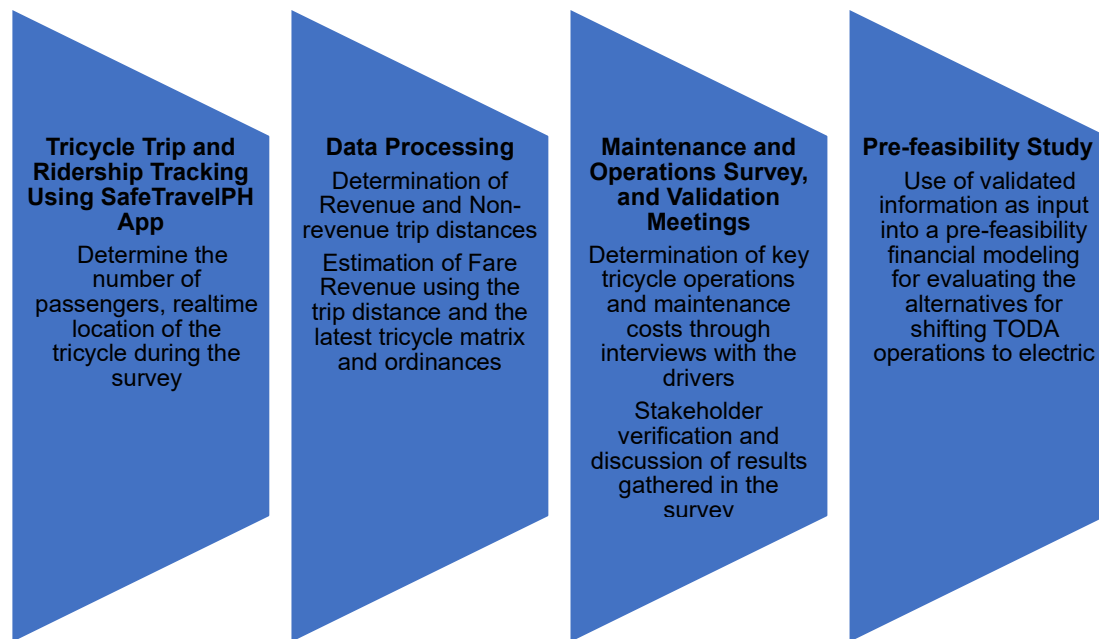 Tricycle Trip and
Ridership Tracking
Using SafeTravelPH
App
Determine the
number of
passengers, realtime
location of the
tricycle during the
survey
Data Processing
Determination of
Revenue and Non-
revenue trip distances
Estimation of Fare
Revenue using the
trip distance and the
latest tricycle matrix
and ordinances
Maintenance and
Operations Survey,
and Validation
Meetings
Determination of key
tricycle operations
and maintenance
costs through
interviews with the
drivers
Stakeholder
verification and
discussion of results
gathered in the
survey
Pre-feasibility Study
Use of validated
information as input
into a pre-feasibility
financial modeling
for evaluating the
alternatives for
shifting TODA
operations to electric